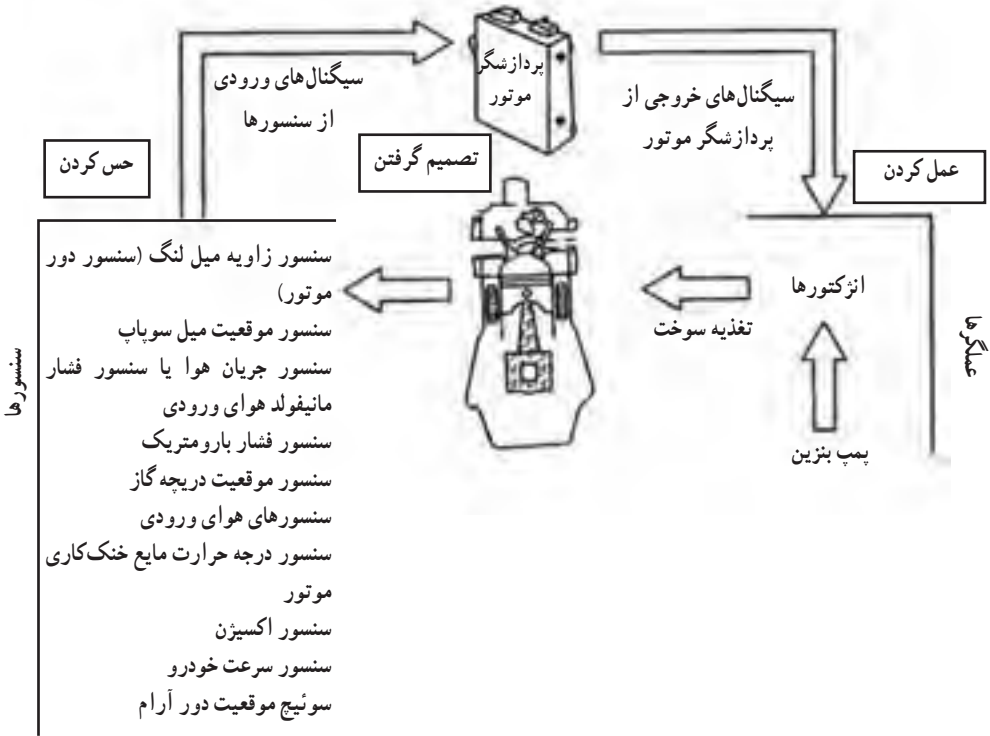 پردازشگر
موتور
سیگنال‌های ورودی
از سنسورها
سیگنال‌های خروجی از
پردازشگر موتور
حس کردن
تصمیم گرفتن
عمل کردن
سنسورها
سنسور زاویه میل لنگ (سنسور دور
موتور)
سنسور موقعیت میل سوپاپ
سنسور جریان هوا یا سنسور فشار
مانیفولد هوای ورودی
سنسور فشار بارومتریک
سنسور موقعیت دریچه گاز
سنسورهای هوای ورودی
سنسور درجه حرارت مایع خنک‌کاری
موتور
سنسور اکسیژن
سنسور سرعت خودرو
سوئیچ موقعیت دور آرام
تغذیه سوخت
انژکتورها
پمپ بنزین
عملگرها